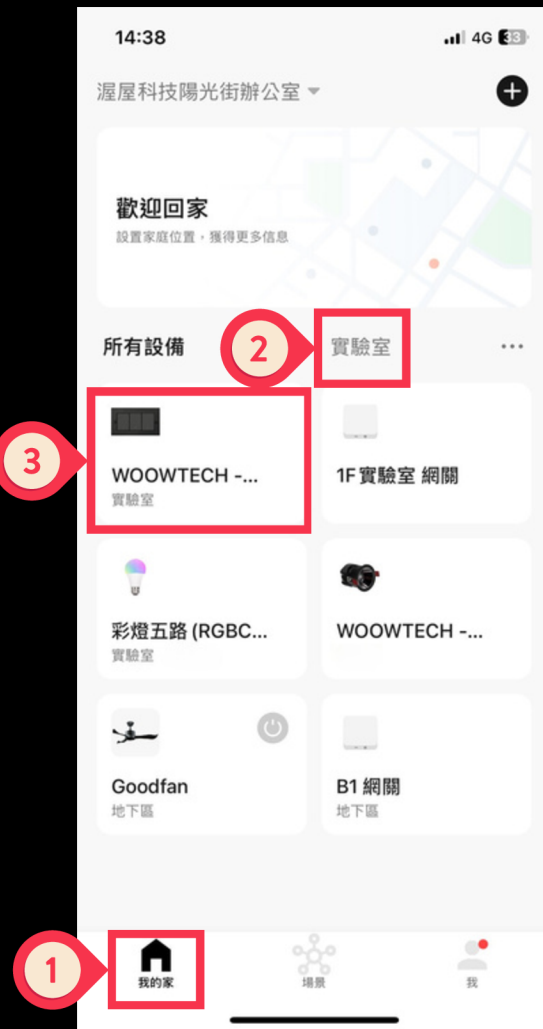 14:38
4G 33
渥屋科技陽光街辦公室
歡迎回家
設置家庭位置，獲得更多信息
所有設備
2
實驗室
3
WOOWTECH -...
實驗室
1F 實驗室 網關
彩燈五路 (RGBC...
實驗室
WOOWTECH -...
Goodfan
地下區
B1 網關
地下區
1
我的家
場景
我